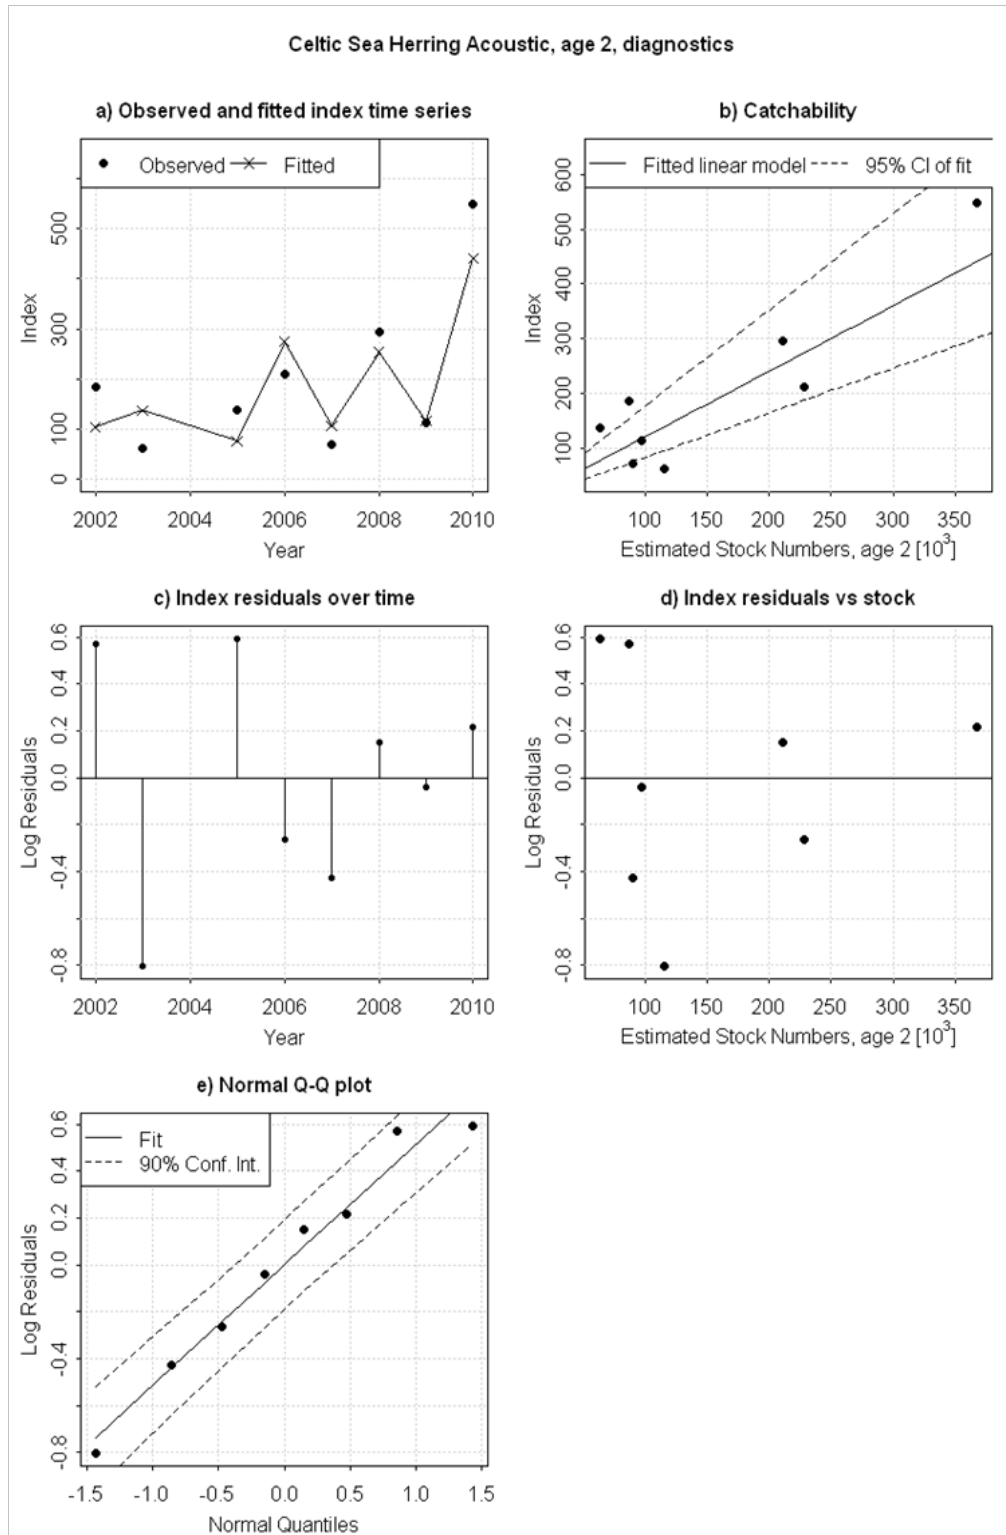 Celtic Sea Herring Acoustic, age 2, diagnostics
a) Observed and fitted index time series
Observed Fitted
0 100 300 500
Index
2002 2004 2006 2008 2010
Year
b) Catchability
Fitted linear model 95% CI of fit
100 200 300 400 500 600
Index
100 150 200 250 300 350
Estimated Stock Numbers, age 2 [10³]
c) Index residuals over time
-0.8 -0.4 0.0 0.2 0.4 0.6
Log Residuals
2002 2004 2006 2008 2010
Year
d) Index residuals vs stock
-0.8 -0.4 0.0 0.2 0.4 0.6
Log Residuals
100 150 200 250 300 350
Estimated Stock Numbers, age 2 [10³]
e) Normal Q-Q plot
Fit
90% Conf. Int.
-0.8 -0.4 0.0 0.2 0.4 0.6
Log Residuals
-1.5 -1.0 -0.5 0.0 0.5 1.0 1.5
Normal Quantiles